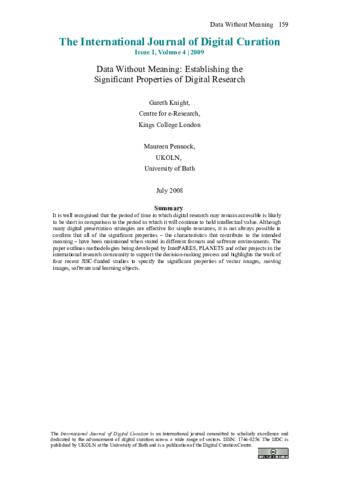 Data Without Meaning 159
The International Journal of Digital Curation
Issue 1, Volume 4 | 2009
Data Without Meaning: Establishing the
Significant Properties of Digital Research
Gareth Knight,
Centre for e-Research,
Kings College London
Maureen Pennock,
UKOLN,
University of Bath
July 2008
Summary
It is well recognised that the period of time in which digital research may remain accessible is likely
to be short in comparison to the period in which it will continue to hold intellectual value. Although
many digital preservation strategies are effective for simple resources, it is not always possible to
confirm that all of the significant properties – the characteristics that contribute to the intended
meaning – have been maintained when stored in different formats and software environments. The
paper outlines methodologies being developed by InterPARES, PLANETS and other projects in the
international research community to support the decision-making process and highlights the work of
four recent JISC-funded studies to specify the significant properties of vector images, moving
images, software and learning objects.
The International Journal of Digital Curation is an international journal committed to scholarly excellence and
dedicated to the advancement of digital curation across a wide range of sectors. ISSN: 1746-8256 The IJDC is
published by UKOLN at the University of Bath and is a publication of the Digital Curation Centre.